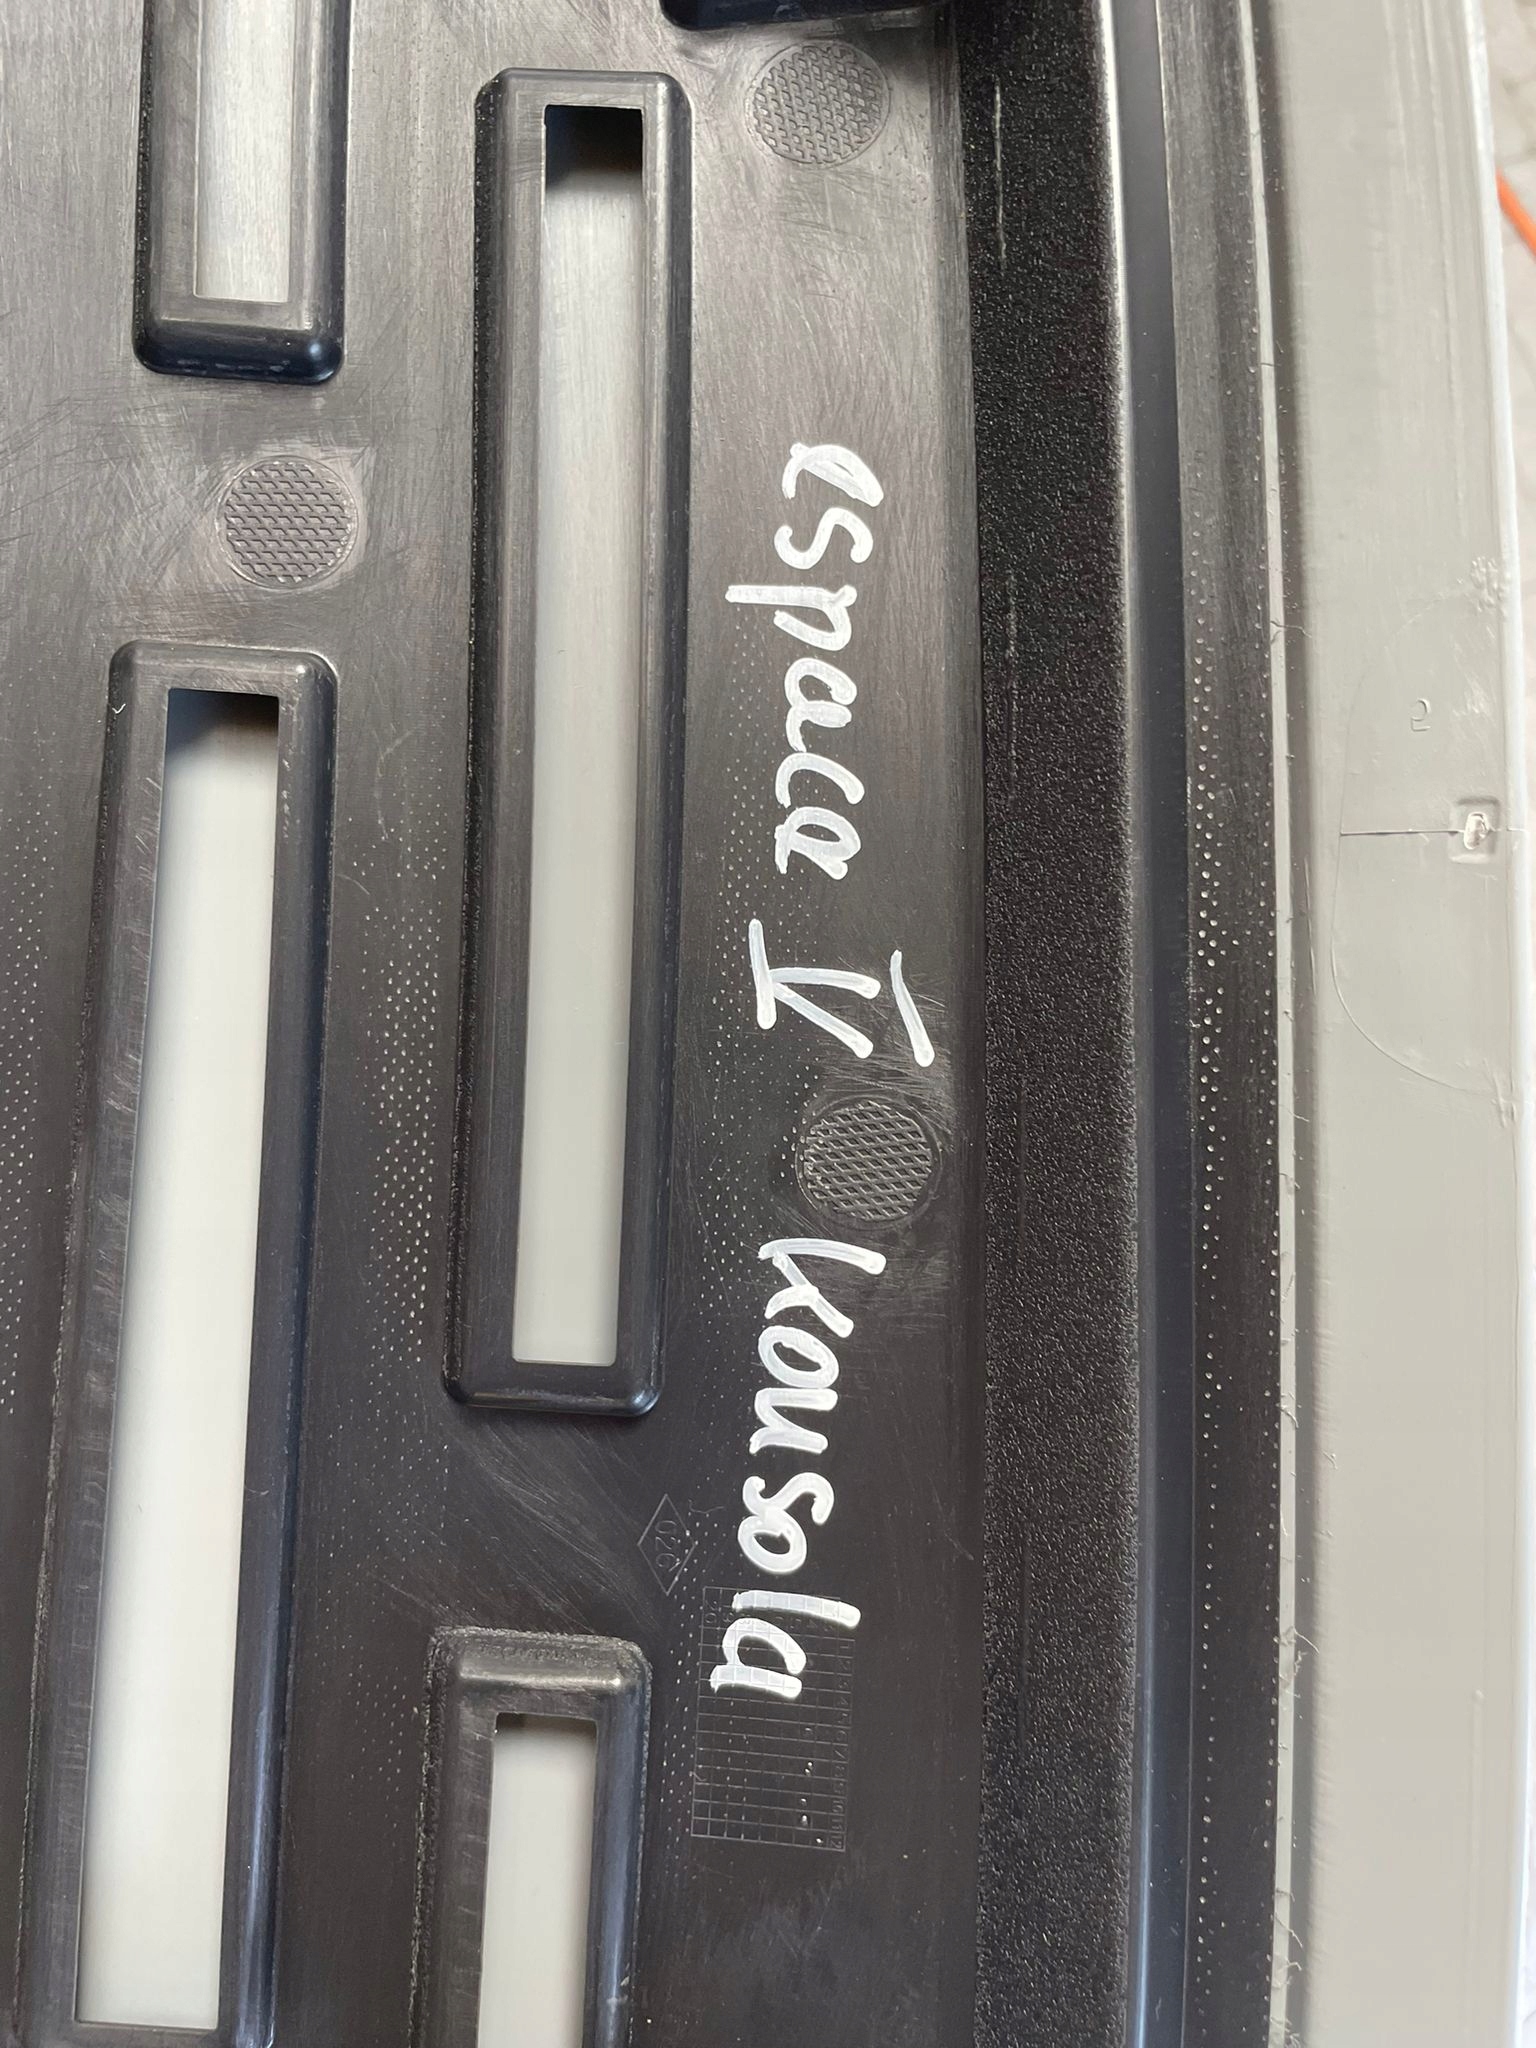 espace V konsola